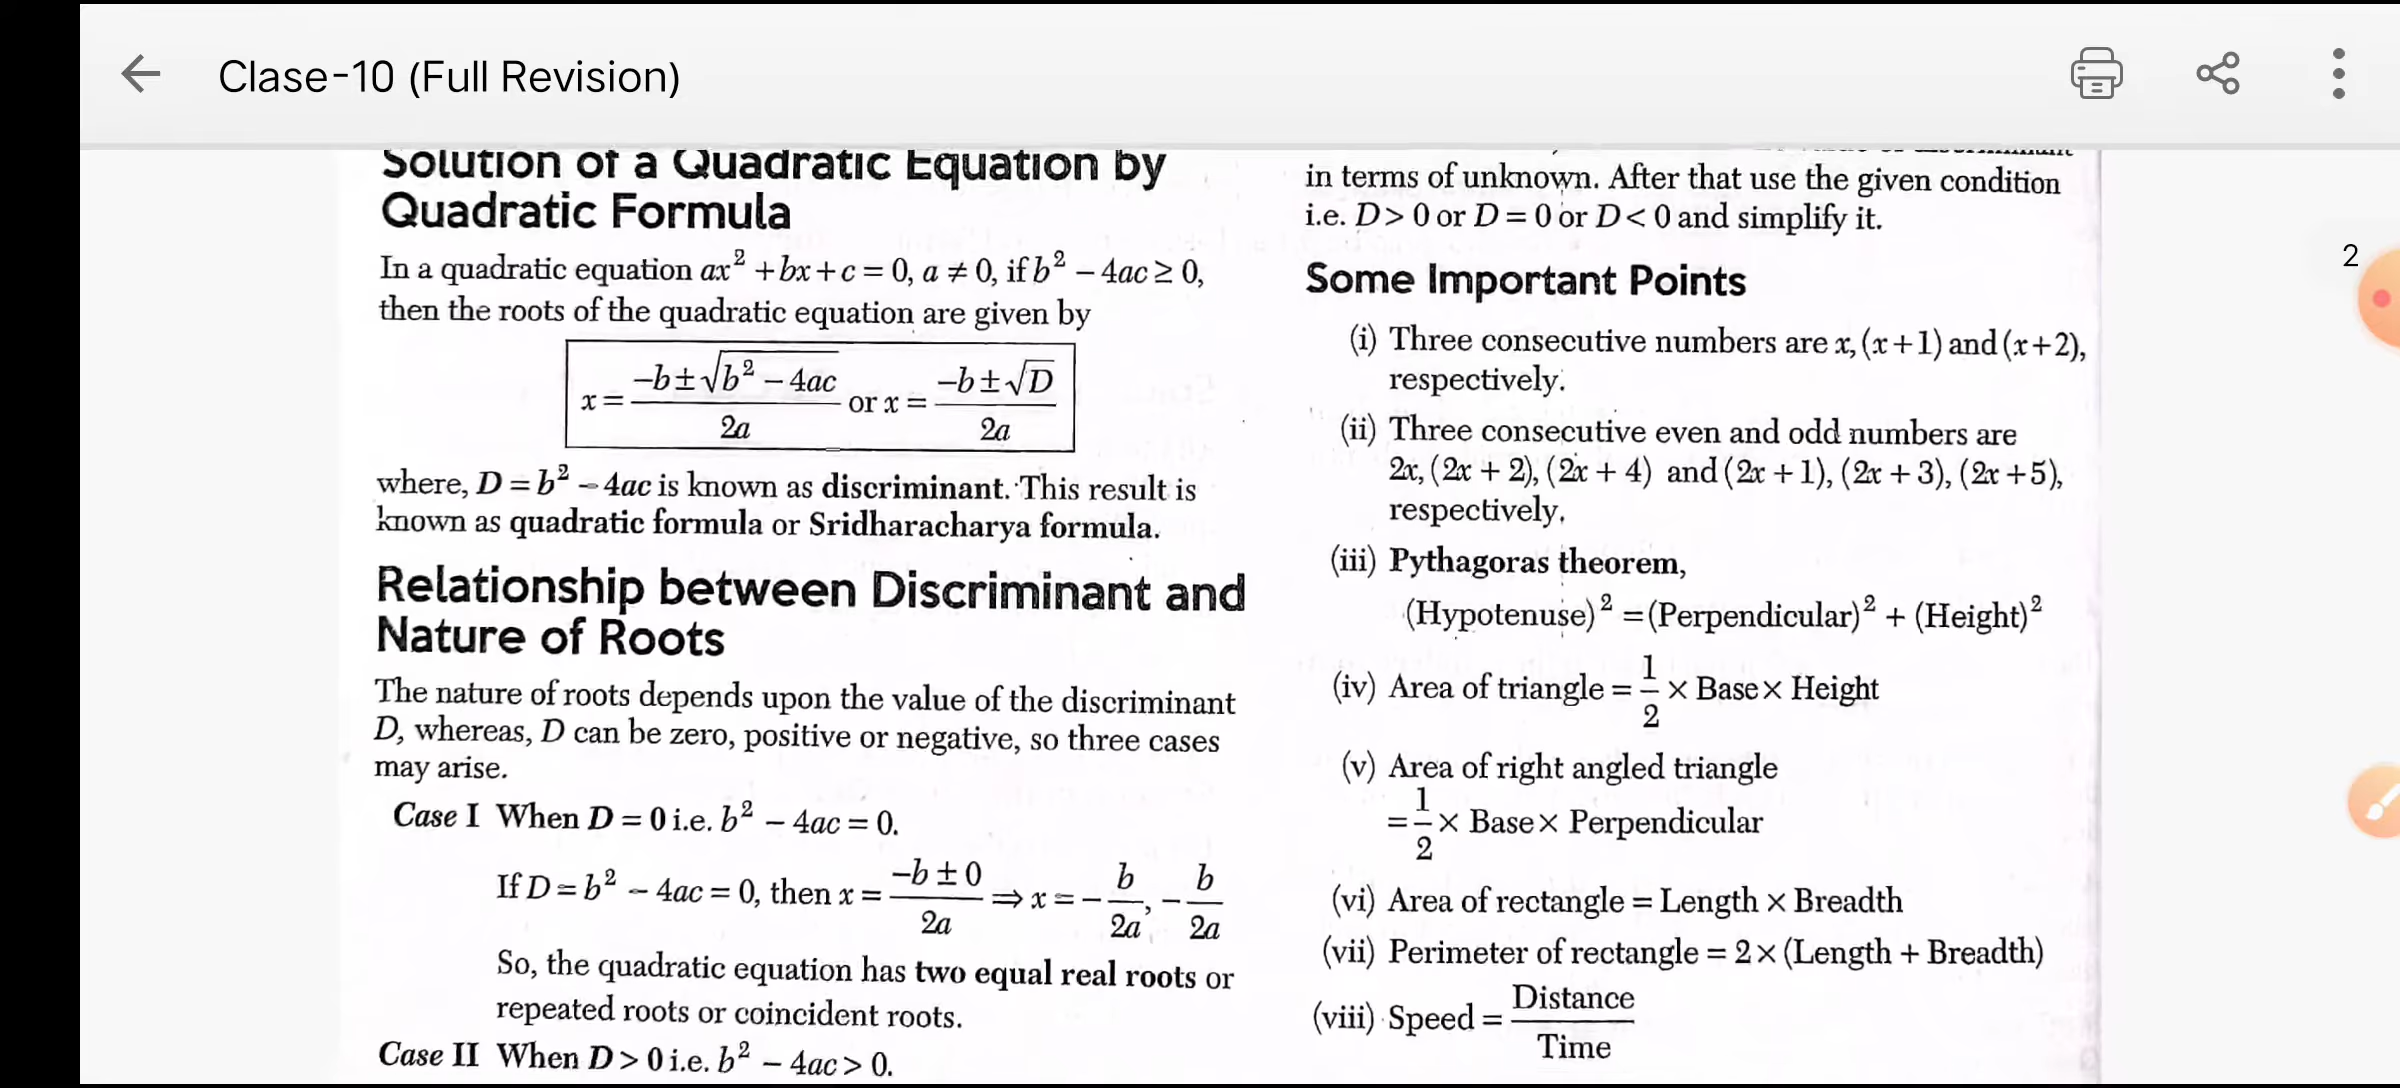 Clase-10 (Full Revision)
Solution of a Quadratic Equation by
Quadratic Formula
In a quadratic equation ax² + bx + c = 0, a ≠ 0, if b² – 4ac ≥ 0,
then the roots of the quadratic equation are given by
x = (–b ± √(b² – 4ac)) / 2a or x = (–b ± √D) / 2a
where, D = b² – 4ac is known as discriminant. This result is
known as quadratic formula or Sridharacharya formula.
Relationship between Discriminant and
Nature of Roots
The nature of roots depends upon the value of the discriminant
D, whereas, D can be zero, positive or negative, so three cases
may arise.
Case I When D = 0 i.e. b² – 4ac = 0.
If D = b² – 4ac = 0, then x = (–b ± 0) / 2a ⇒ x = – b/2a, – b/2a
So, the quadratic equation has two equal real roots or
repeated roots or coincident roots.
Case II When D > 0 i.e. b² – 4ac > 0.
in terms of unknown. After that use the given condition
i.e. D > 0 or D = 0 or D < 0 and simplify it.
Some Important Points
(i) Three consecutive numbers are x, (x+1) and (x+2),
respectively.
(ii) Three consecutive even and odd numbers are
2x, (2x + 2), (2x + 4) and (2x + 1), (2x + 3), (2x + 5),
respectively.
(iii) Pythagoras theorem,
(Hypotenuse)² = (Perpendicular)² + (Height)²
(iv) Area of triangle = 1/2 × Base × Height
(v) Area of right angled triangle
= 1/2 × Base × Perpendicular
(vi) Area of rectangle = Length × Breadth
(vii) Perimeter of rectangle = 2 × (Length + Breadth)
(viii) Speed = Distance / Time
2